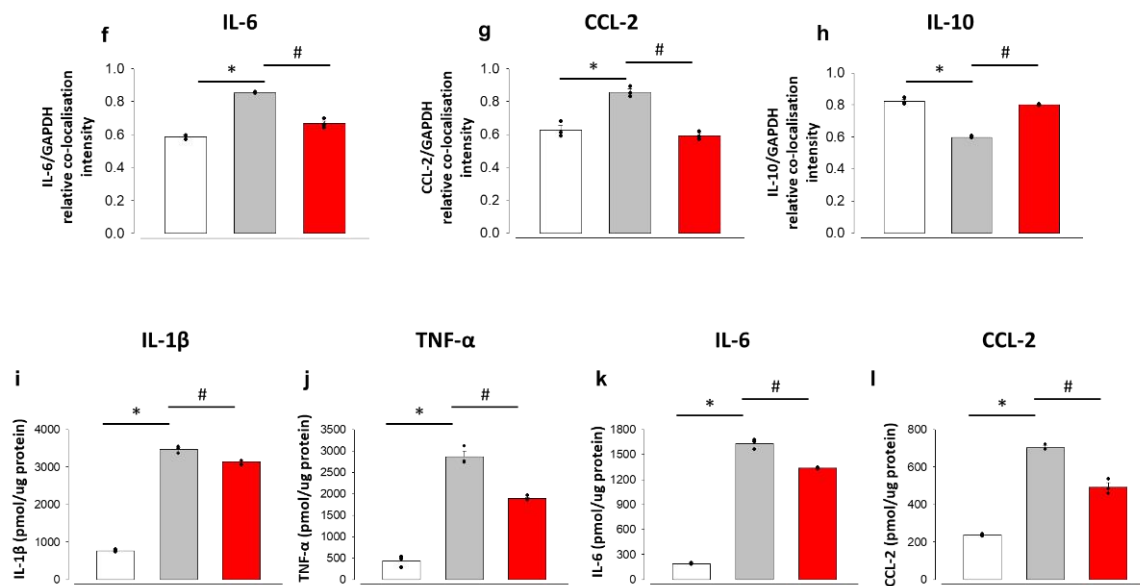 IL-6
f
*
#
IL-6/GAPDH
relative co-localisation
intensity
1.0
0.8
0.6
0.4
0.2
0.0
CCL-2
g
*
#
CCL-2/GAPDH
relative co-localisation
intensity
1.0
0.8
0.6
0.4
0.2
0.0
IL-10
h
*
#
IL-10/GAPDH
relative co-localisation
intensity
1.0
0.8
0.6
0.4
0.2
0.0
IL-1β
i
*
#
IL-1β (pmol/ug protein)
4000
3000
2000
1000
0
TNF-α
j
*
#
TNF-α (pmol/ug protein)
3500
3000
2500
2000
1500
1000
500
0
IL-6
k
*
#
IL-6 (pmol/ug protein)
1800
1500
1200
900
600
300
0
CCL-2
l
*
#
CCL-2 (pmol/ug protein)
800
600
400
200
0